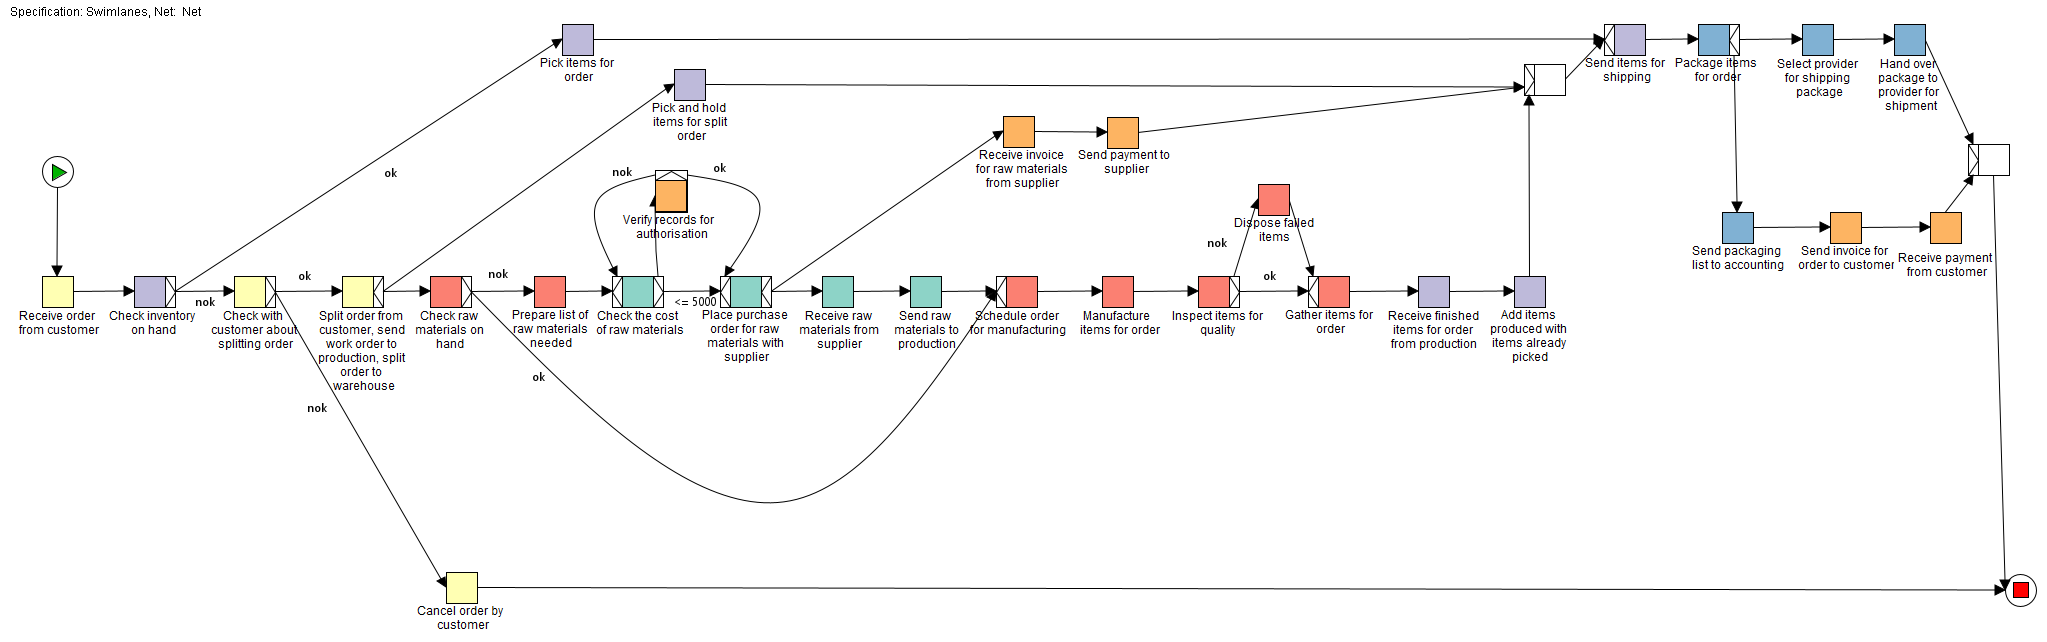 Specification: Swimlanes, Net: Net
Pick items for
order
Send items for
shipping
Package items
for order
Select provider
for shipping
package
Hand over
package to
provider for
shipment
Pick and hold
items for split
order
ok
Receive invoice
for raw materials
from supplier
Send payment to
supplier
nok
ok
Verify records for
authorisation
Dispose failed
items
nok
Send packaging
list to accounting
Send invoice for
order to customer
Receive payment
from customer
Receive order
from customer
Check inventory
on hand
nok
Check with
customer about
splitting order
ok
Split order from
customer, send
work order to
production, split
order to
warehouse
Check raw
materials on
hand
nok
Prepare list of
raw materials
needed
Check the cost
of raw materials
<= 5000
Place purchase
order for raw
materials with
supplier
Receive raw
materials from
supplier
Send raw
materials to
production
Schedule order
for manufacturing
Manufacture
items for order
Inspect items for
quality
ok
Gather items for
order
Receive finished
items for order
from production
Add items
produced with
items already
picked
ok
nok
Cancel order by
customer